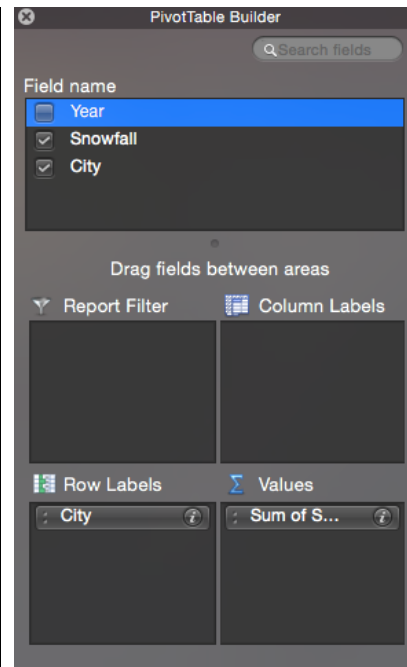 PivotTable Builder
Search fields
Field name
Year
Snowfall
City
Drag fields between areas
Report Filter
Column Labels
Row Labels
Values
City
Sum of S...